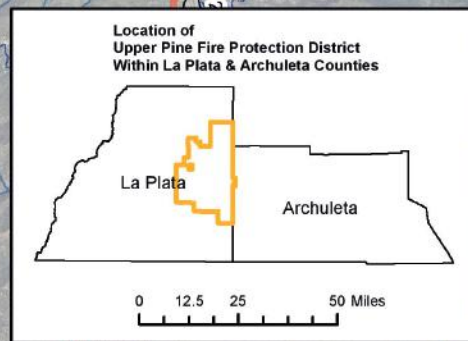 Location of
Upper Pine Fire Protection District
Within La Plata & Archuleta Counties
La Plata
Archuleta
0 12.5 25 50 Miles